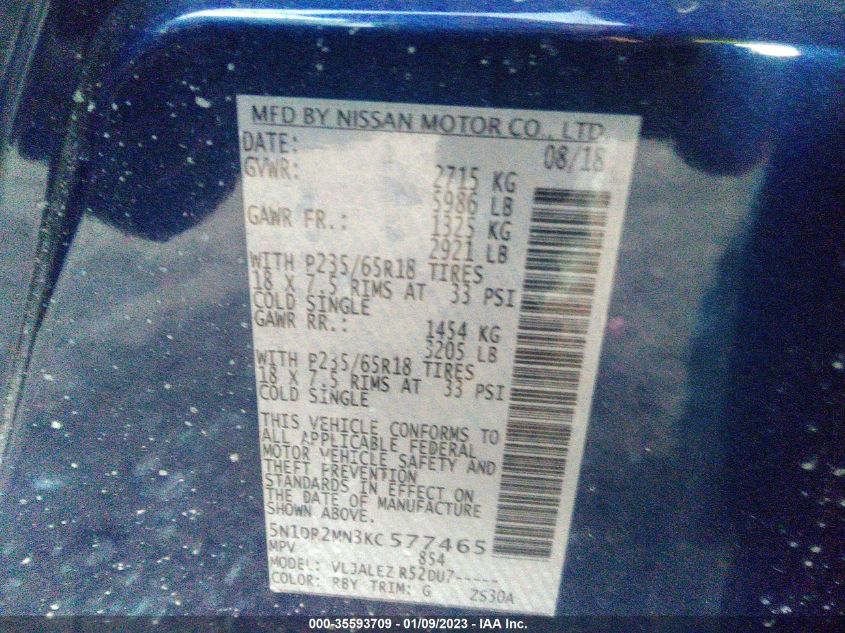 MFD BY NISSAN MOTOR CO., LTD.
DATE: 08/18
GVWR: 2715 KG
5986 LB
GAWR FR.: 1325 KG
2921 LB
WITH P235/65R18 TIRES
18 X 7.5 RIMS AT 33 PSI
COLD SINGLE
GAWR RR.: 1454 KG
3205 LB
WITH P235/65R18 TIRES
18 X 7.5 RIMS AT 33 PSI
COLD SINGLE
THIS VEHICLE CONFORMS TO
ALL APPLICABLE FEDERAL
MOTOR VEHICLE SAFETY AND
THEFT PREVENTION
STANDARDS IN EFFECT ON
THE DATE OF MANUFACTURE
SHOWN ABOVE.
5N1DR2MN3KC577465
MPV 854
MODEL: VLJALEZ R52DU7-----
COLOR: RBY TRIM: G 2S30A
000-35593709 - 01/09/2023 - IAA Inc.